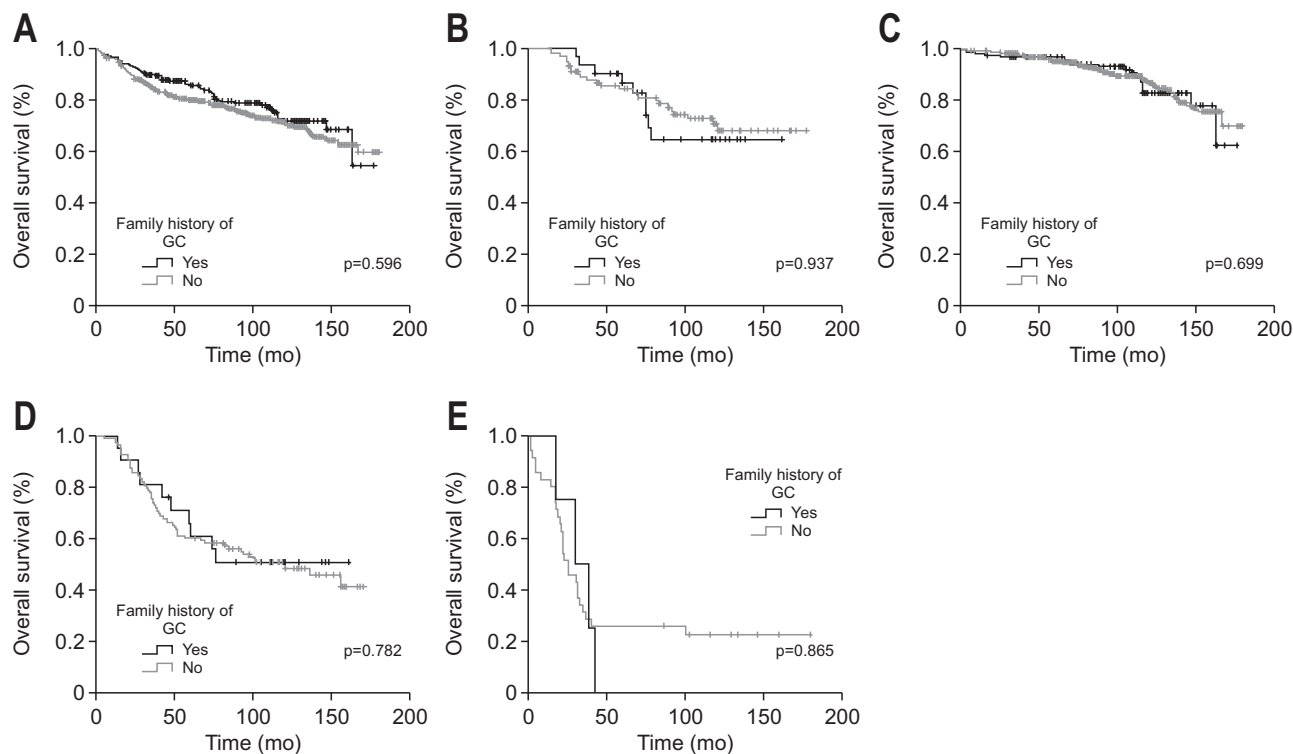 A
Overall survival (%)
1.0
0.8
0.6
0.4
0.2
0
Family history of
GC
Yes
No
p=0.596
0 50 100 150 200
Time (mo)
B
Overall survival (%)
1.0
0.8
0.6
0.4
0.2
0
Family history of
GC
Yes
No
p=0.937
0 50 100 150 200
Time (mo)
C
Overall survival (%)
1.0
0.8
0.6
0.4
0.2
0
Family history of
GC
Yes
No
p=0.699
0 50 100 150 200
Time (mo)
D
Overall survival (%)
1.0
0.8
0.6
0.4
0.2
0
Family history of
GC
Yes
No
p=0.782
0 50 100 150 200
Time (mo)
E
Overall survival (%)
1.0
0.8
0.6
0.4
0.2
0
Family history of
GC
Yes
No
p=0.865
0 50 100 150 200
Time (mo)